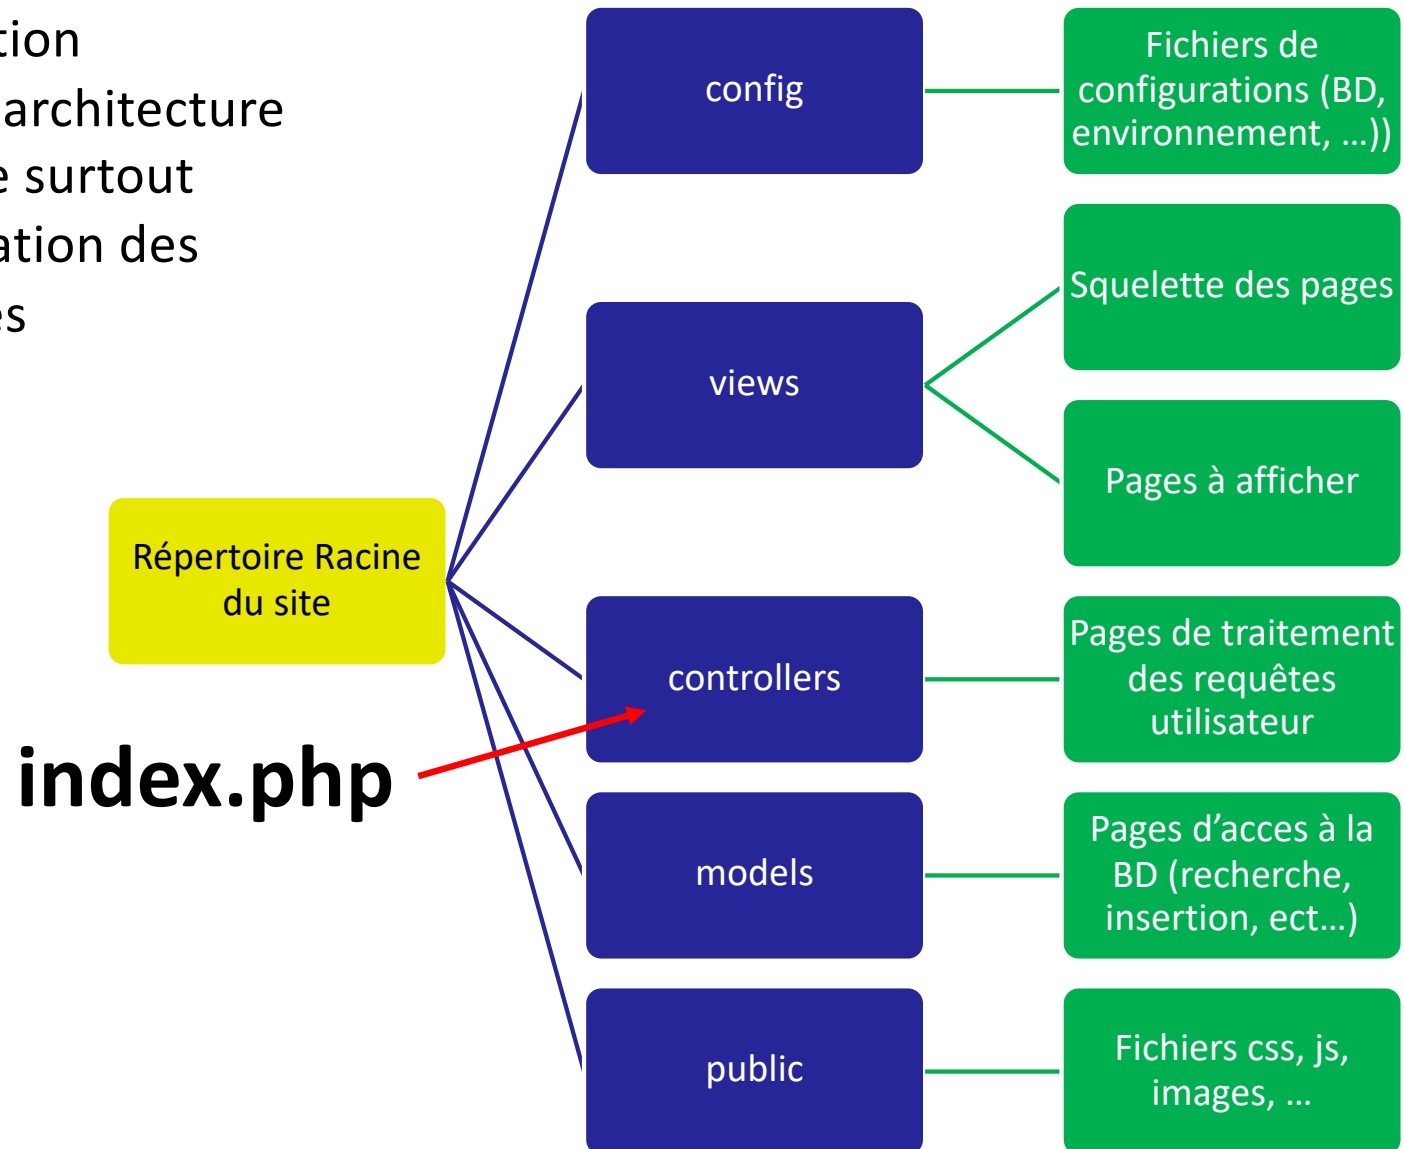 tion
architecture
e surtout
ation des
es
config
Fichiers de
configurations (BD,
environnement, …))
views
Squelette des pages
Pages à afficher
Répertoire Racine
du site
controllers
Pages de traitement
des requêtes
utilisateur
index.php
models
Pages d’acces à la
BD (recherche,
insertion, ect…)
public
Fichiers css, js,
images, …